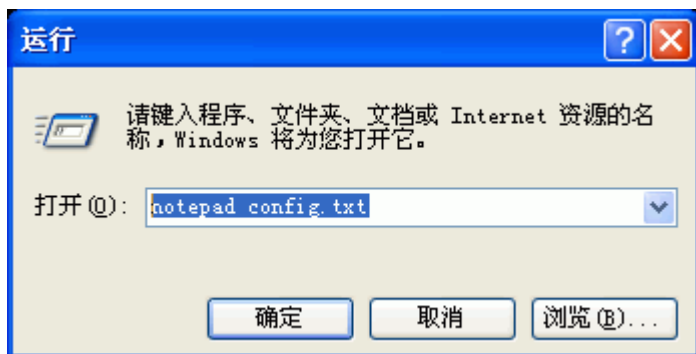 运行
请键入程序、文件夹、文档或 Internet 资源的名
称，Windows 将为您打开它。
打开(O): notepad config.txt
确定 取消 浏览(B)...